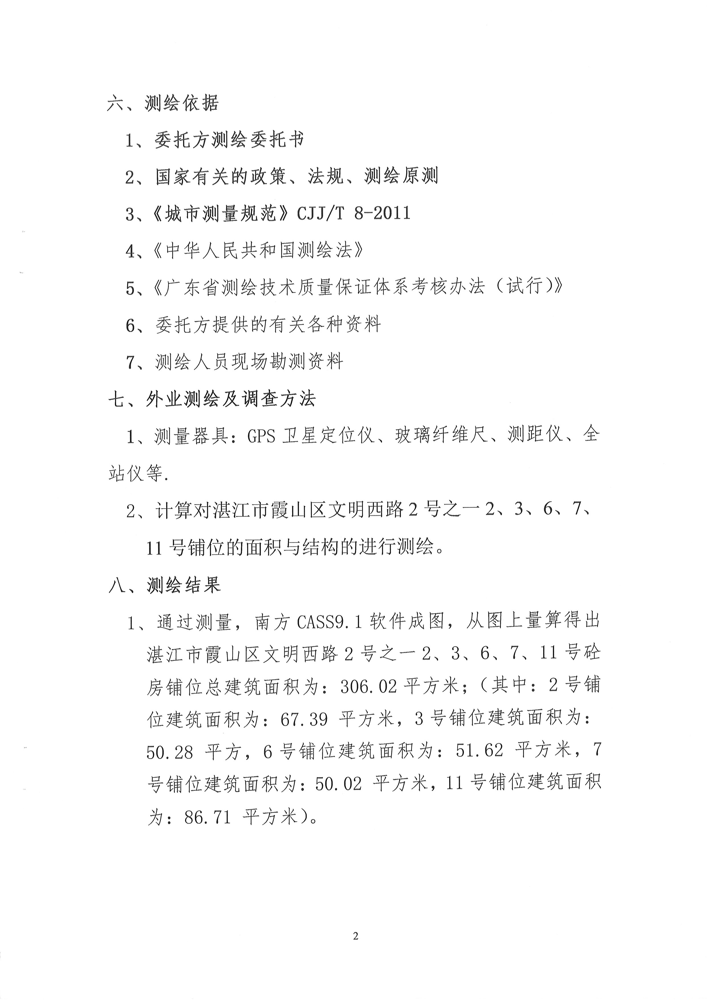 六、测绘依据
1、委托方测绘委托书
2、国家有关的政策、法规、测绘原测
3、《城市测量规范》CJJ/T 8-2011
4、《中华人民共和国测绘法》
5、《广东省测绘技术质量保证体系考核办法（试行）》
6、委托方提供的有关各种资料
7、测绘人员现场勘测资料
七、外业测绘及调查方法
1、测量器具：GPS 卫星定位仪、玻璃纤维尺、测距仪、全
站仪等.
2、计算对湛江市霞山区文明西路 2 号之一 2、3、6、7、
11 号铺位的面积与结构的进行测绘。
八、测绘结果
1、通过测量，南方 CASS9.1 软件成图，从图上量算得出
湛江市霞山区文明西路 2 号之一 2、3、6、7、11 号砼
房铺位总建筑面积为：306.02 平方米；（其中：2 号铺
位建筑面积为：67.39 平方米，3 号铺位建筑面积为：
50.28 平方，6 号铺位建筑面积为：51.62 平方米，7
号铺位建筑面积为：50.02 平方米，11 号铺位建筑面积
为：86.71 平方米）。
2